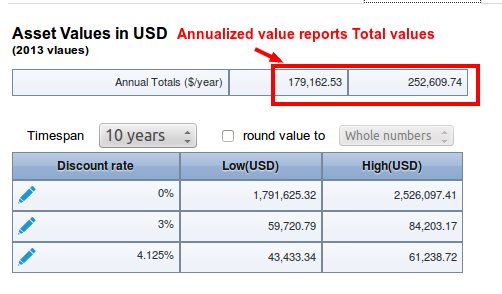 Asset Values in USD Annualized value reports Total values
(2013 vlaues)
Annual Totals ($/year) 179,162.53 252,609.74
Timespan 10 years round value to Whole numbers
Discount rate Low(USD) High(USD)
0% 1,791,625.32 2,526,097.41
3% 59,720.79 84,203.17
4.125% 43,433.34 61,238.72